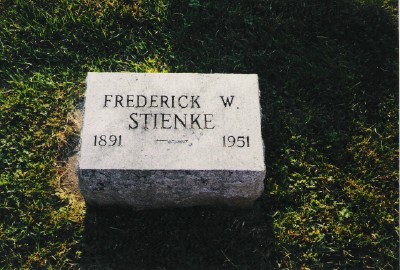 FREDERICK W.
STIENKE
1891 1951